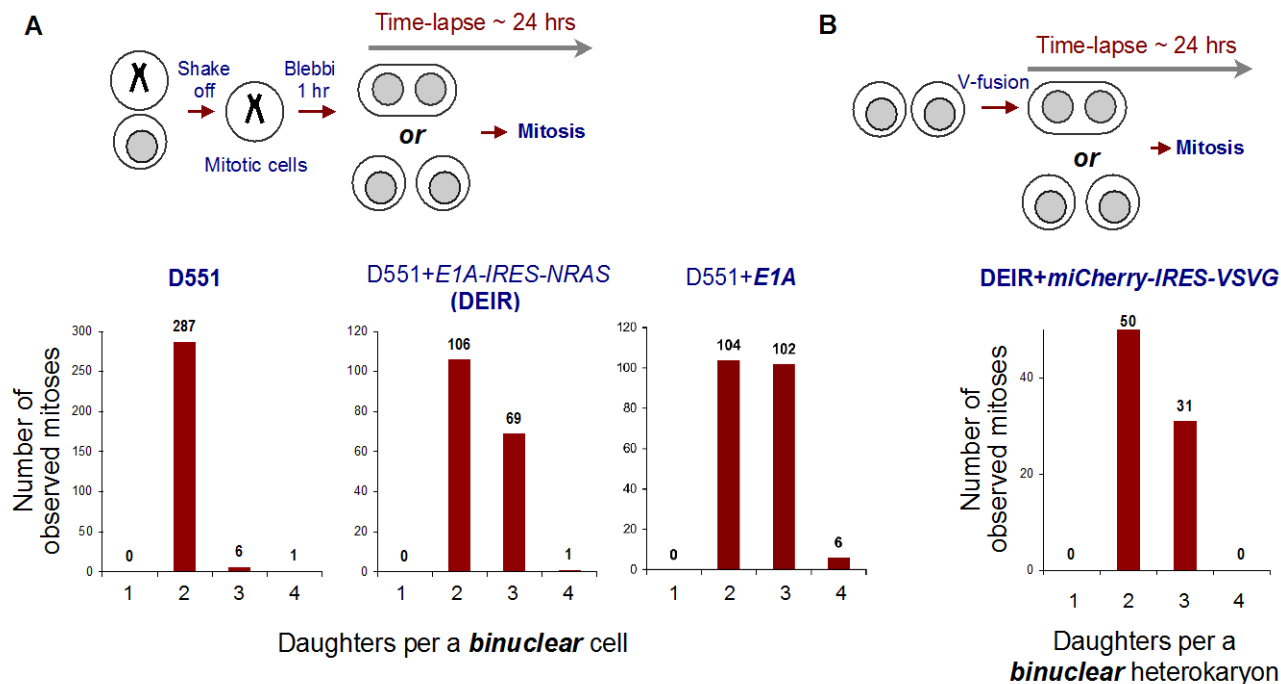 A
Time-lapse ~ 24 hrs
Shake
off
Blebbi
1 hr
or
Mitosis
Mitotic cells
B
Time-lapse ~ 24 hrs
V-fusion
or
Mitosis
D551
Number of
observed mitoses
300
250
200
150
100
50
0
0
287
6
1
1
2
3
4
D551+E1A-IRES-NRAS
(DEIR)
120
100
80
60
40
20
0
0
106
69
1
1
2
3
4
D551+E1A
120
100
80
60
40
20
0
0
104
102
6
1
2
3
4
Daughters per a binuclear cell
DEIR+miCherry-IRES-VSVG
Number of
observed mitoses
40
20
0
0
50
31
0
1
2
3
4
Daughters per a
binuclear heterokaryon